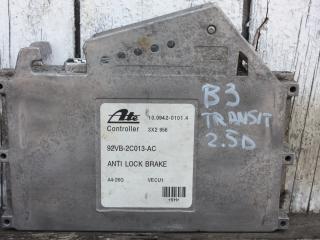 Ate
10.0942-0101.4
Controller 3X2 956
92VB-2C013-AC
ANTI LOCK BRAKE
VECU1
B3
TRANSIT
2.5D